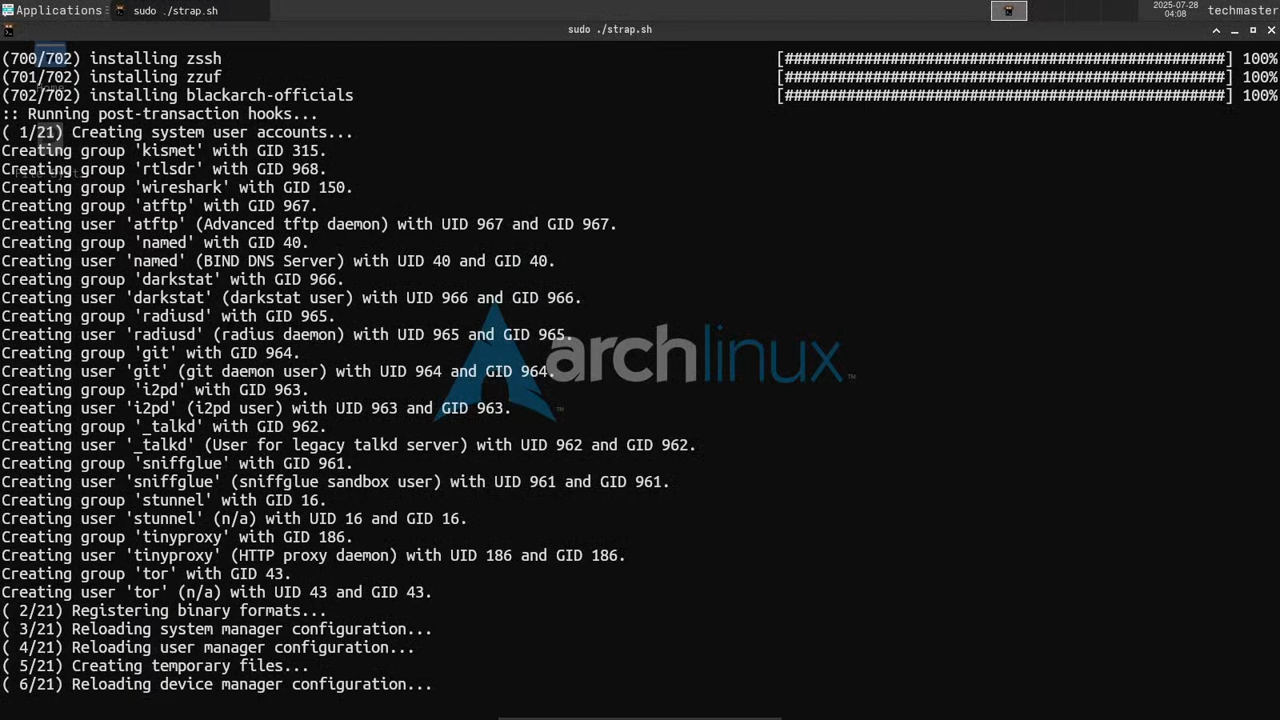 Applications
sudo ./strap.sh
2025-07-28
04:08
techmaster
sudo ./strap.sh
(700/702) installing zssh [################################################] 100%
(701/702) installing zzuf [################################################] 100%
(702/702) installing blackarch-officials [################################################] 100%
:: Running post-transaction hooks...
( 1/21) Creating system user accounts...
Creating group 'kismet' with GID 315.
Creating group 'rtlsdr' with GID 968.
Creating group 'wireshark' with GID 150.
Creating group 'atftp' with GID 967.
Creating user 'atftp' (Advanced tftp daemon) with UID 967 and GID 967.
Creating group 'named' with GID 40.
Creating user 'named' (BIND DNS Server) with UID 40 and GID 40.
Creating group 'darkstat' with GID 966.
Creating user 'darkstat' (darkstat user) with UID 966 and GID 966.
Creating group 'radiusd' with GID 965.
Creating user 'radiusd' (radius daemon) with UID 965 and GID 965.
Creating group 'git' with GID 964.
Creating user 'git' (git daemon user) with UID 964 and GID 964.
Creating group 'i2pd' with GID 963.
Creating user 'i2pd' (i2pd user) with UID 963 and GID 963.
Creating group '_talkd' with GID 962.
Creating user '_talkd' (User for legacy talkd server) with UID 962 and GID 962.
Creating group 'sniffglue' with GID 961.
Creating user 'sniffglue' (sniffglue sandbox user) with UID 961 and GID 961.
Creating group 'stunnel' with GID 16.
Creating user 'stunnel' (n/a) with UID 16 and GID 16.
Creating group 'tinyproxy' with GID 186.
Creating user 'tinyproxy' (HTTP proxy daemon) with UID 186 and GID 186.
Creating group 'tor' with GID 43.
Creating user 'tor' (n/a) with UID 43 and GID 43.
( 2/21) Registering binary formats...
( 3/21) Reloading system manager configuration...
( 4/21) Reloading user manager configuration...
( 5/21) Creating temporary files...
( 6/21) Reloading device manager configuration...
archlinux™
™